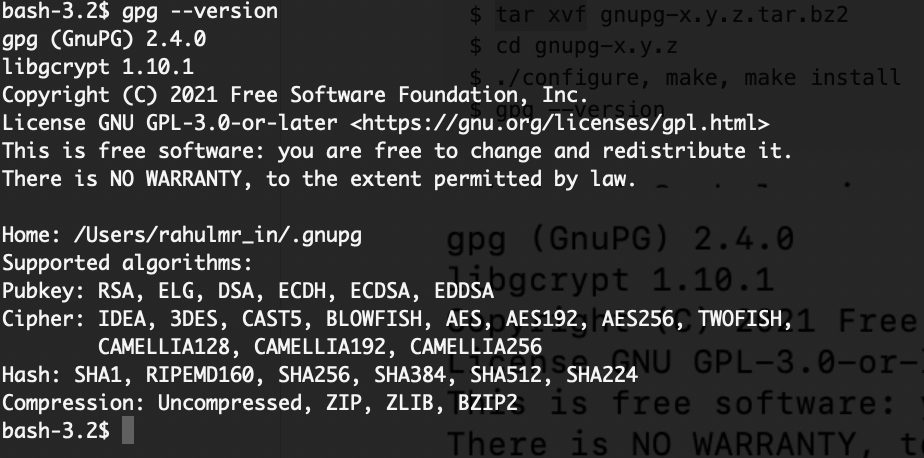 bash-3.2$ gpg --version
gpg (GnuPG) 2.4.0
libgcrypt 1.10.1
Copyright (C) 2021 Free Software Foundation, Inc.
License GNU GPL-3.0-or-later <https://gnu.org/licenses/gpl.html>
This is free software: you are free to change and redistribute it.
There is NO WARRANTY, to the extent permitted by law.
Home: /Users/rahulmr_in/.gnupg
Supported algorithms:
Pubkey: RSA, ELG, DSA, ECDH, ECDSA, EDDSA
Cipher: IDEA, 3DES, CAST5, BLOWFISH, AES, AES192, AES256, TWOFISH,
CAMELLIA128, CAMELLIA192, CAMELLIA256
Hash: SHA1, RIPEMD160, SHA256, SHA384, SHA512, SHA224
Compression: Uncompressed, ZIP, ZLIB, BZIP2
bash-3.2$
$ tar xvf gnupg-x.y.z.tar.bz2
$ cd gnupg-x.y.z
$ ./configure, make, make install
$ gpg --version
gpg (GnuPG) 2.4.0
libgcrypt 1.10.1
Copyright (C) 2021 Free
License GNU GPL-3.0-or-
This is free software:
There is NO WARRANTY,